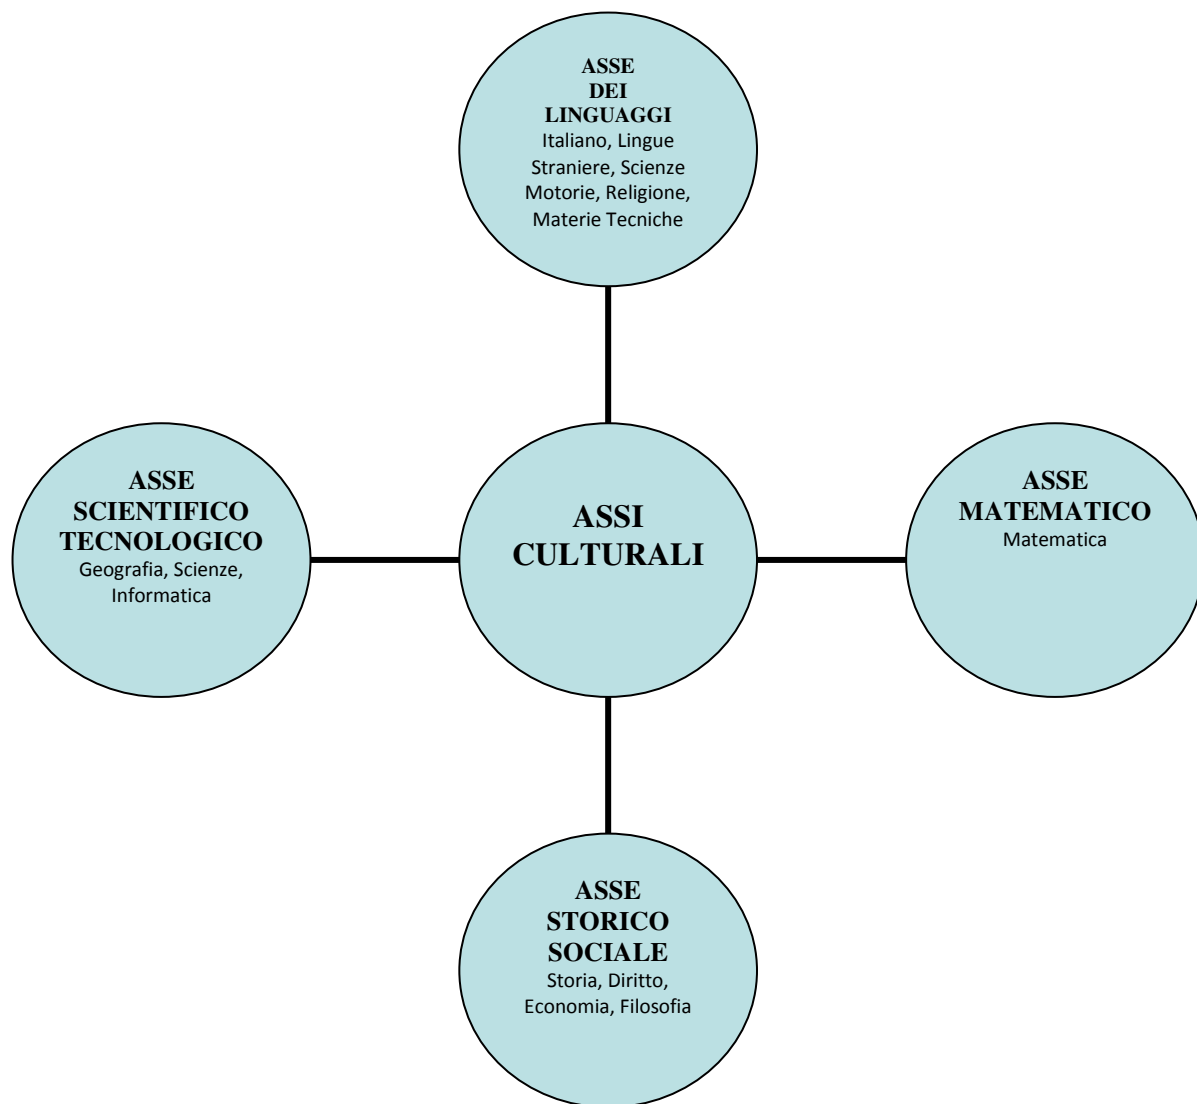 ASSE
DEI
LINGUAGGI
Italiano, Lingue
Straniere, Scienze
Motorie, Religione,
Materie Tecniche
ASSE
SCIENTIFICO
TECNOLOGICO
Geografia, Scienze,
Informatica
ASSI
CULTURALI
ASSE
MATEMATICO
Matematica
ASSE
STORICO
SOCIALE
Storia, Diritto,
Economia, Filosofia